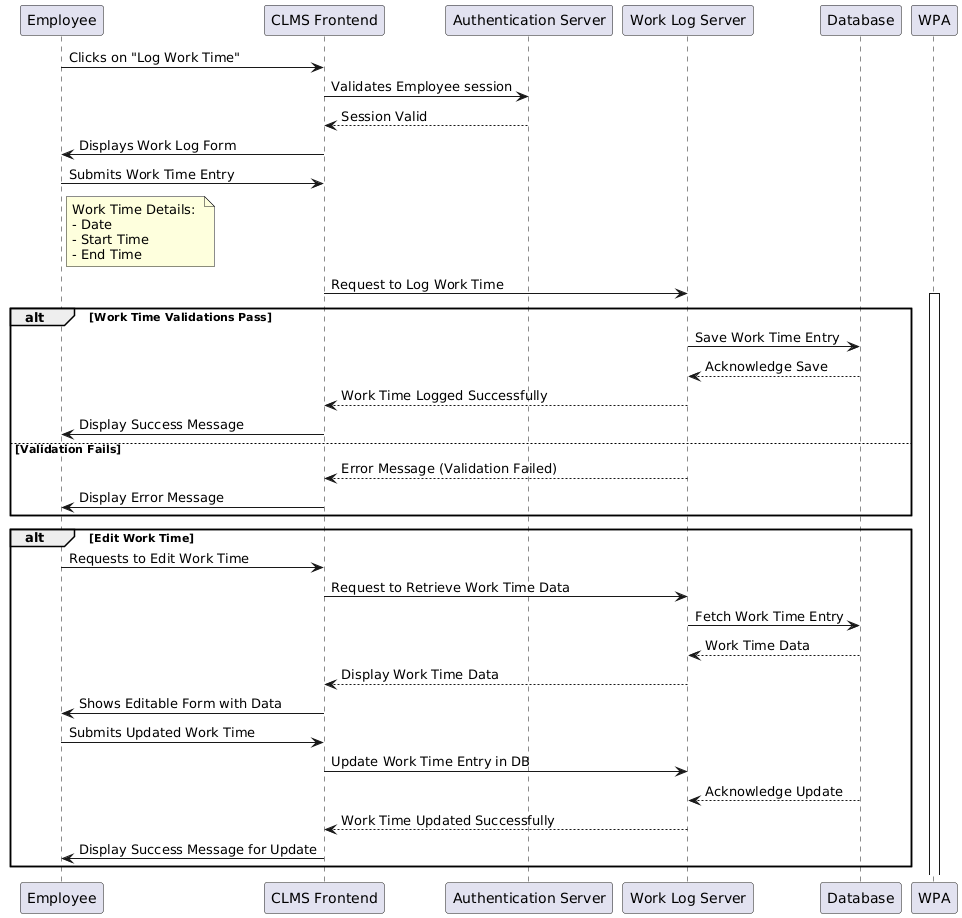 Employee
CLMS Frontend
Authentication Server
Work Log Server
Database
WPA
Clicks on "Log Work Time"
Validates Employee session
Session Valid
Displays Work Log Form
Submits Work Time Entry
Work Time Details:
- Date
- Start Time
- End Time
Request to Log Work Time
alt
[Work Time Validations Pass]
Save Work Time Entry
Acknowledge Save
Work Time Logged Successfully
Display Success Message
[Validation Fails]
Error Message (Validation Failed)
Display Error Message
alt
[Edit Work Time]
Requests to Edit Work Time
Request to Retrieve Work Time Data
Fetch Work Time Entry
Work Time Data
Display Work Time Data
Shows Editable Form with Data
Submits Updated Work Time
Update Work Time Entry in DB
Acknowledge Update
Work Time Updated Successfully
Display Success Message for Update
Employee
CLMS Frontend
Authentication Server
Work Log Server
Database
WPA